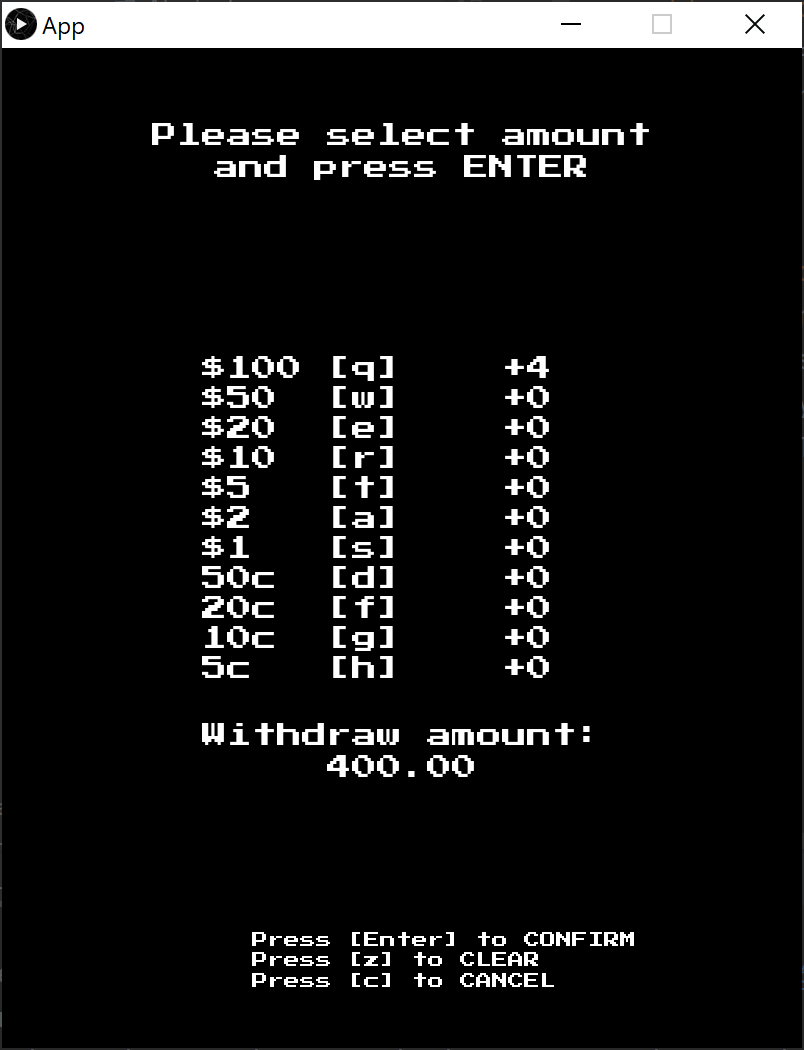 App
Please select amount
and press ENTER
$100 [q] +4
$50 [w] +0
$20 [e] +0
$10 [r] +0
$5 [t] +0
$2 [a] +0
$1 [s] +0
50c [d] +0
20c [f] +0
10c [g] +0
5c [h] +0
Withdraw amount:
400.00
Press [Enter] to CONFIRM
Press [z] to CLEAR
Press [c] to CANCEL